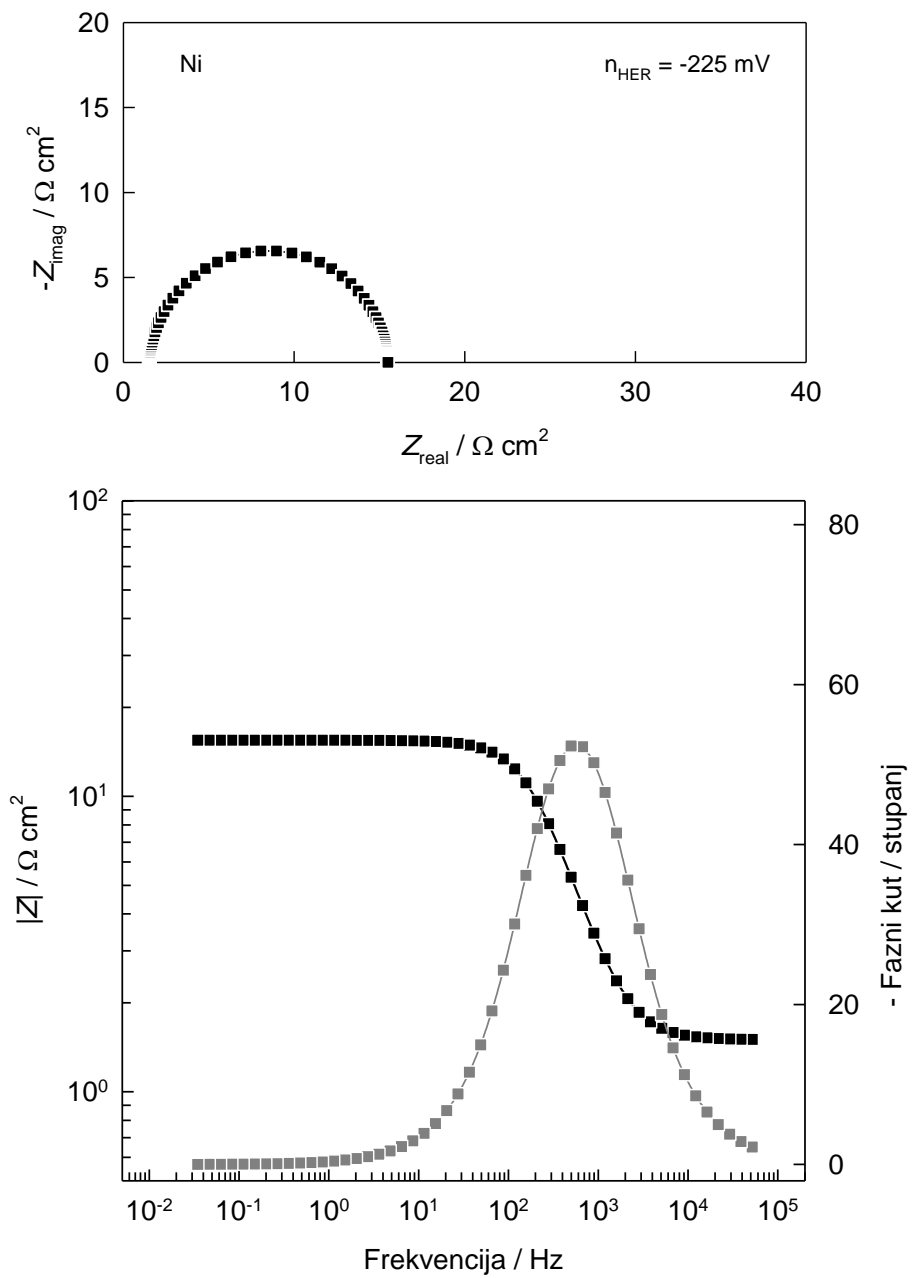 20
Ni
n_HER = -225 mV
15
10
5
0
-Z_imag / Ω cm²
0 10 20 30 40
Z_real / Ω cm²
10²
10¹
10⁰
|Z| / Ω cm²
80
60
40
20
0
- Fazni kut / stupanj
10⁻² 10⁻¹ 10⁰ 10¹ 10² 10³ 10⁴ 10⁵
Frekvencija / Hz